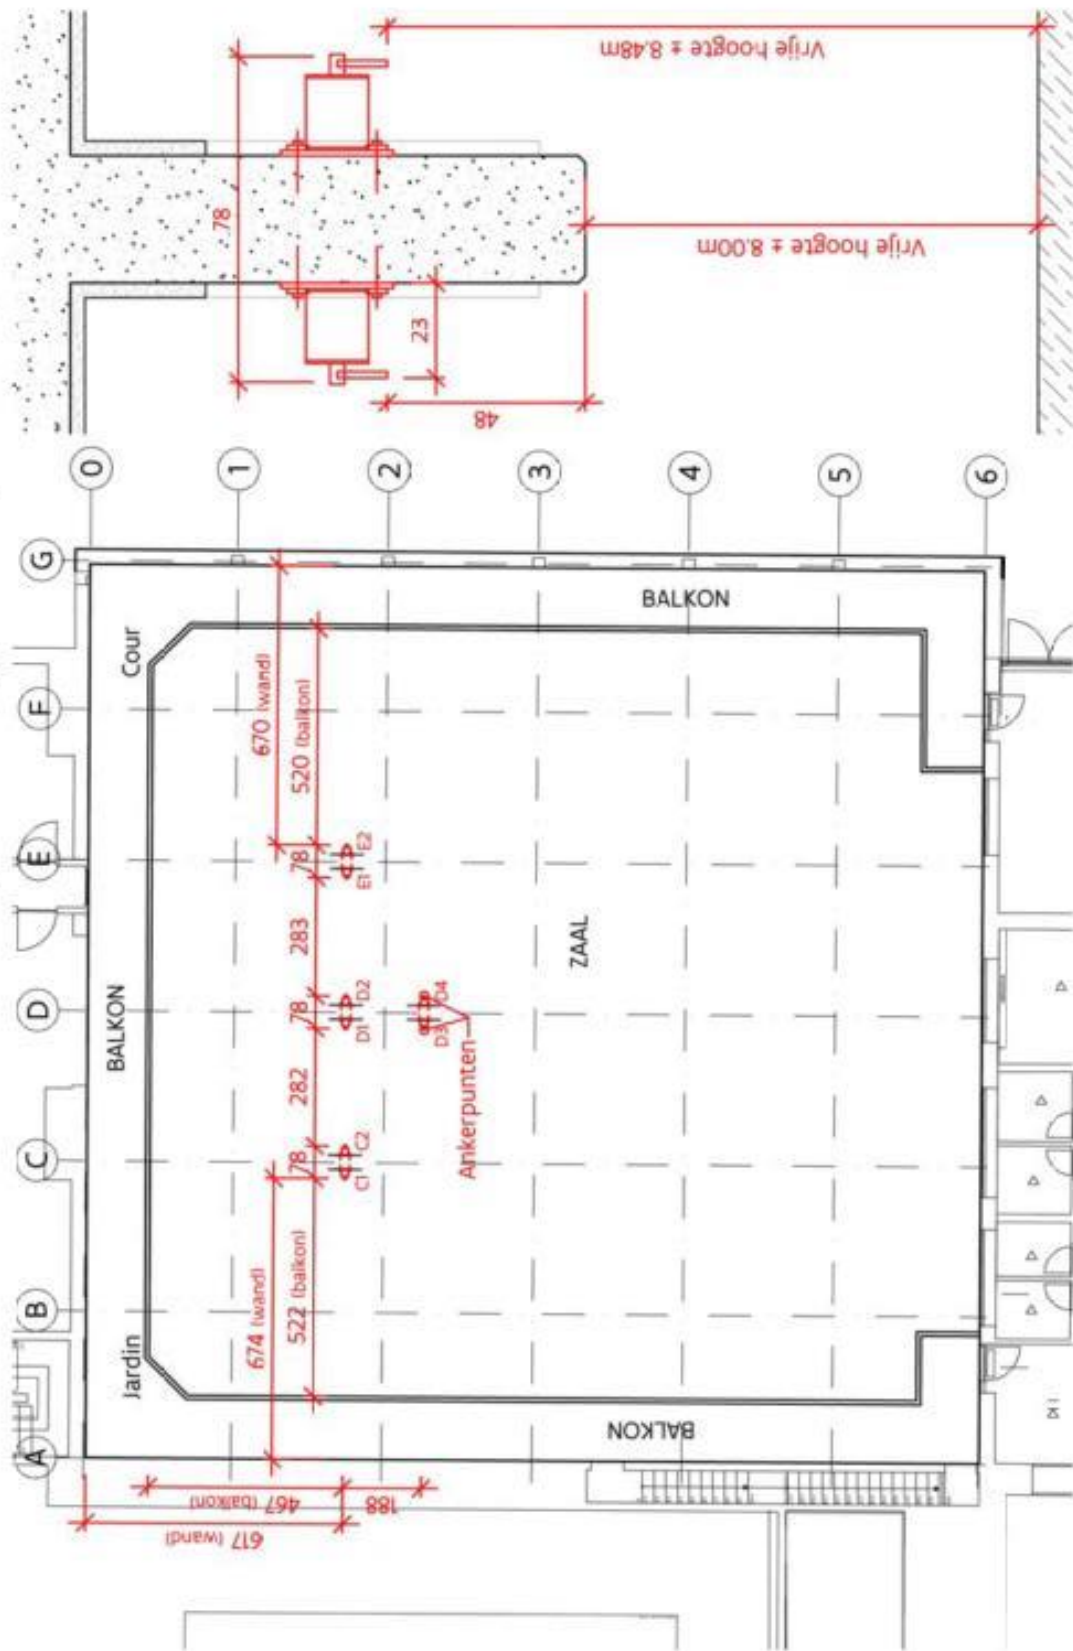 Vrije hoogte ± 8.48m
78
Vrije hoogte ± 8.00m
23
48
0
1
2
3
4
5
6
G
F
E
D
C
B
A
Cour
BALKON
670 (wand)
520 (balkon)
78
E2
E1
283
ZAAL
BALKON
78
D2
D1
D4
D3
Ankerpunten
282
78
C2
C1
674 (wand)
522 (balkon)
Jardin
BALKON
467 (balkon)
188
617 (wand)